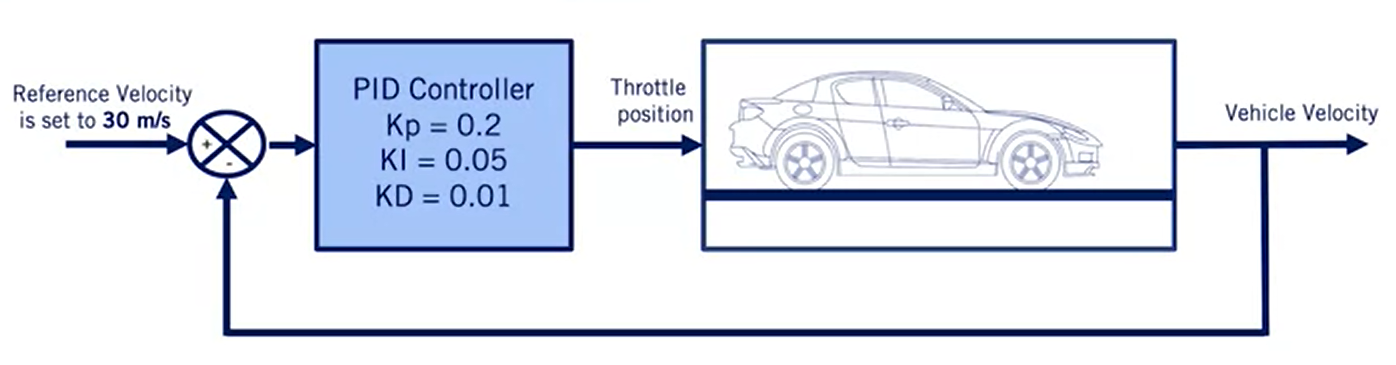 Reference Velocity
is set to 30 m/s
+
-
PID Controller
Kp = 0.2
KI = 0.05
KD = 0.01
Throttle
position
Vehicle Velocity